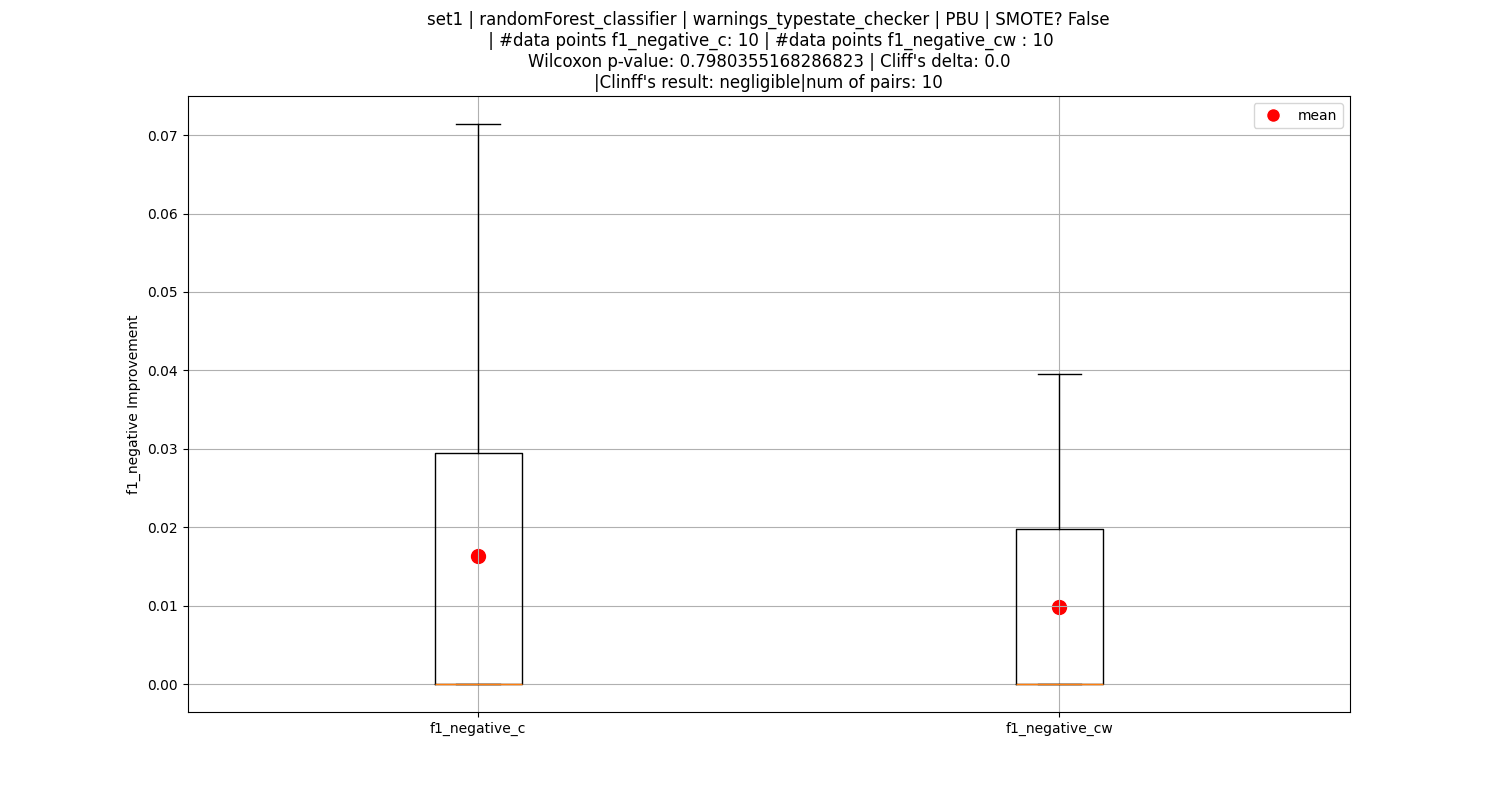 set1 | randomForest_classifier | warnings_typestate_checker | PBU | SMOTE? False
| #data points f1_negative_c: 10 | #data points f1_negative_cw : 10
Wilcoxon p-value: 0.7980355168286823 | Cliff's delta: 0.0
|Clinff's result: negligible|num of pairs: 10
mean
0.07
0.06
0.05
0.04
0.03
0.02
0.01
0.00
f1_negative Improvement
f1_negative_c
f1_negative_cw